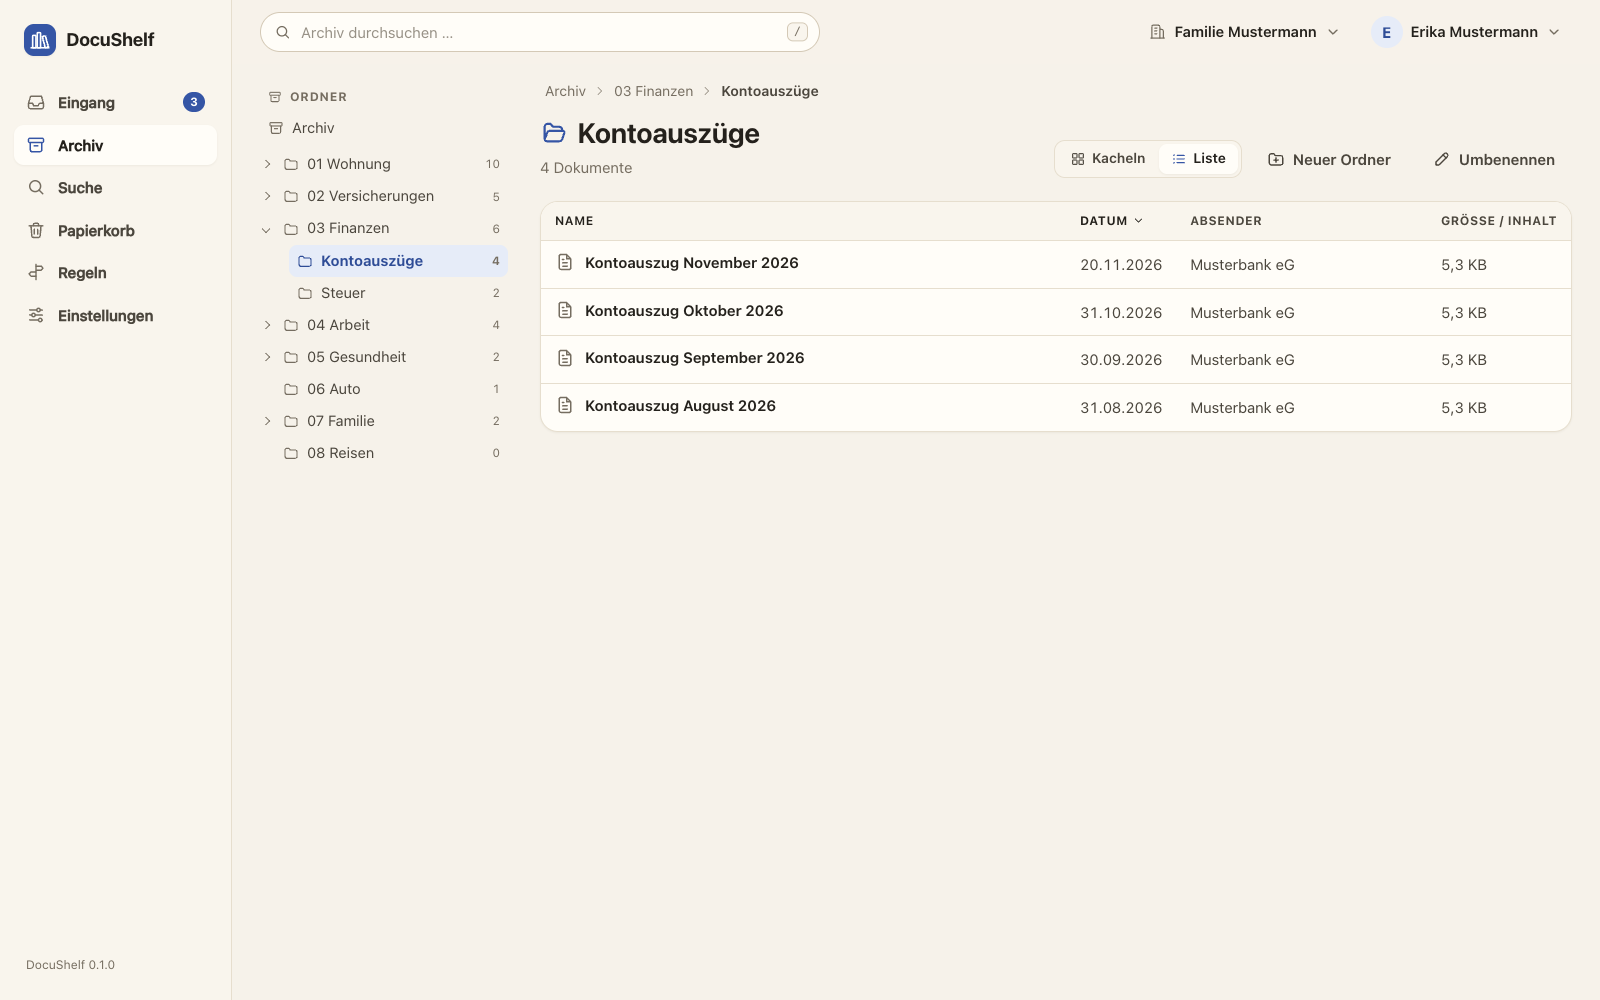 DocuShelf
Eingang 3
Archiv
Suche
Papierkorb
Regeln
Einstellungen
DocuShelf 0.1.0
Archiv durchsuchen ... /
Familie Mustermann
E Erika Mustermann
ORDNER
Archiv
01 Wohnung 10
02 Versicherungen 5
03 Finanzen 6
Kontoauszüge 4
Steuer 2
04 Arbeit 4
05 Gesundheit 2
06 Auto 1
07 Familie 2
08 Reisen 0
Archiv > 03 Finanzen > Kontoauszüge
Kontoauszüge
4 Dokumente
Kacheln Liste Neuer Ordner Umbenennen
NAME DATUM ABSENDER GRÖSSE / INHALT
Kontoauszug November 2026 20.11.2026 Musterbank eG 5,3 KB
Kontoauszug Oktober 2026 31.10.2026 Musterbank eG 5,3 KB
Kontoauszug September 2026 30.09.2026 Musterbank eG 5,3 KB
Kontoauszug August 2026 31.08.2026 Musterbank eG 5,3 KB